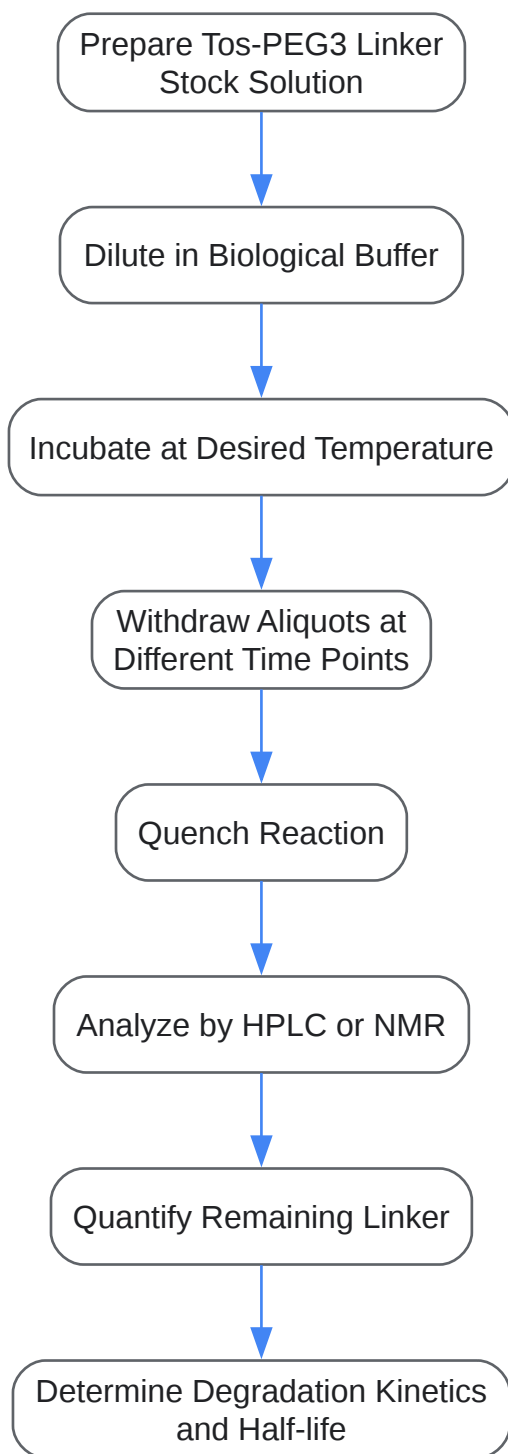 Prepare Tos-PEG3 Linker
Stock Solution
Dilute in Biological Buffer
Incubate at Desired Temperature
Withdraw Aliquots at
Different Time Points
Quench Reaction
Analyze by HPLC or NMR
Quantify Remaining Linker
Determine Degradation Kinetics
and Half-life